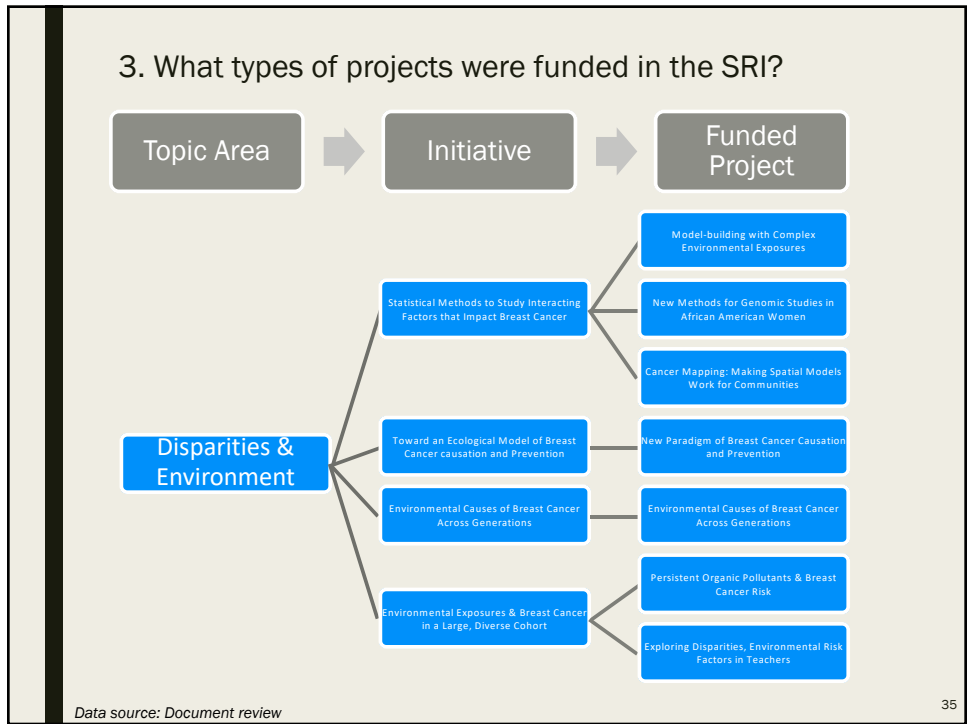 3. What types of projects were funded in the SRI?
Topic Area
Initiative
Funded
Project
Model-building with Complex
Environmental Exposures
Statistical Methods to Study Interacting
Factors that Impact Breast Cancer
New Methods for Genomic Studies in
African American Women
Cancer Mapping: Making Spatial Models
Work for Communities
Disparities &
Environment
Toward an Ecological Model of Breast
Cancer causation and Prevention
New Paradigm of Breast Cancer Causation
and Prevention
Environmental Causes of Breast Cancer
Across Generations
Environmental Causes of Breast Cancer
Across Generations
Environmental Exposures & Breast Cancer
in a Large, Diverse Cohort
Persistent Organic Pollutants & Breast
Cancer Risk
Exploring Disparities, Environmental Risk
Factors in Teachers
Data source: Document review
35